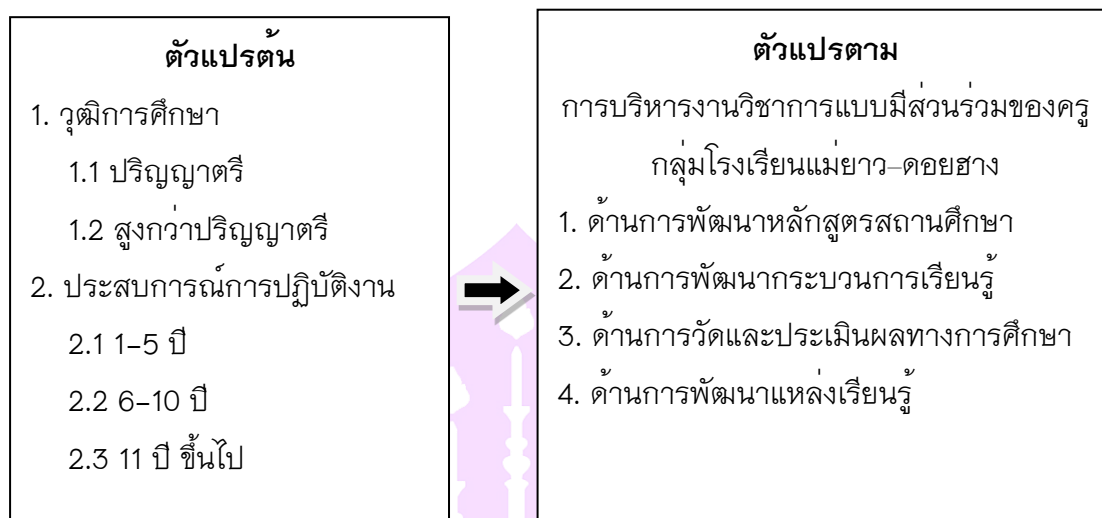 ตัวแปรต้น
1. วุฒิการศึกษา
1.1 ปริญญาตรี
1.2 สูงกว่าปริญญาตรี
2. ประสบการณ์การปฏิบัติงาน
2.1 1–5 ปี
2.2 6–10 ปี
2.3 11 ปี ขึ้นไป
ตัวแปรตาม
การบริหารงานวิชาการแบบมีส่วนร่วมของครู
กลุ่มโรงเรียนแม่ยาว–ดอยฮาง
1. ด้านการพัฒนาหลักสูตรสถานศึกษา
2. ด้านการพัฒนากระบวนการเรียนรู้
3. ด้านการวัดและประเมินผลทางการศึกษา
4. ด้านการพัฒนาแหล่งเรียนรู้